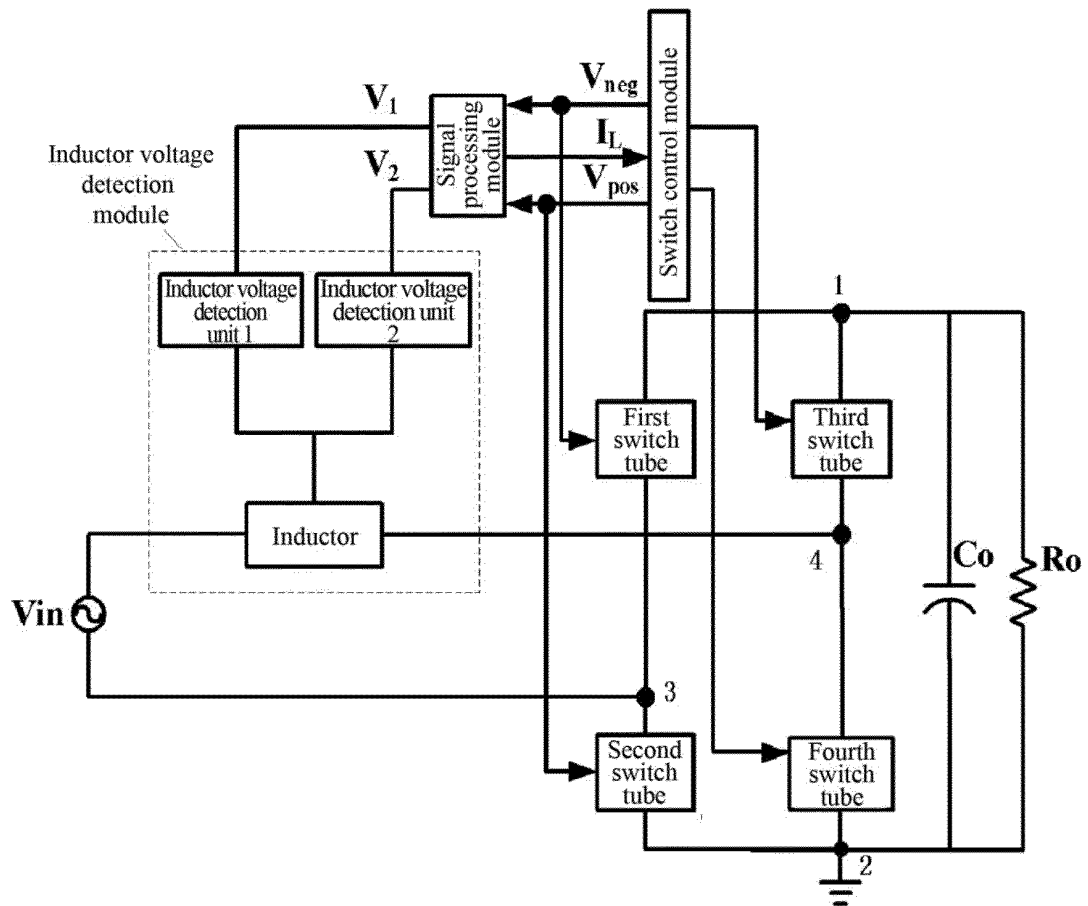 V1
V2
Inductor voltage
detection
module
Signal
processing
module
Vneg
IL
Vpos
Switch control module
Inductor voltage
detection
unit 1
Inductor voltage
detection unit
2
Inductor
Vin
1
First
switch
tube
Third
switch
tube
4
Co
Ro
3
Second
switch
tube
Fourth
switch
tube
2